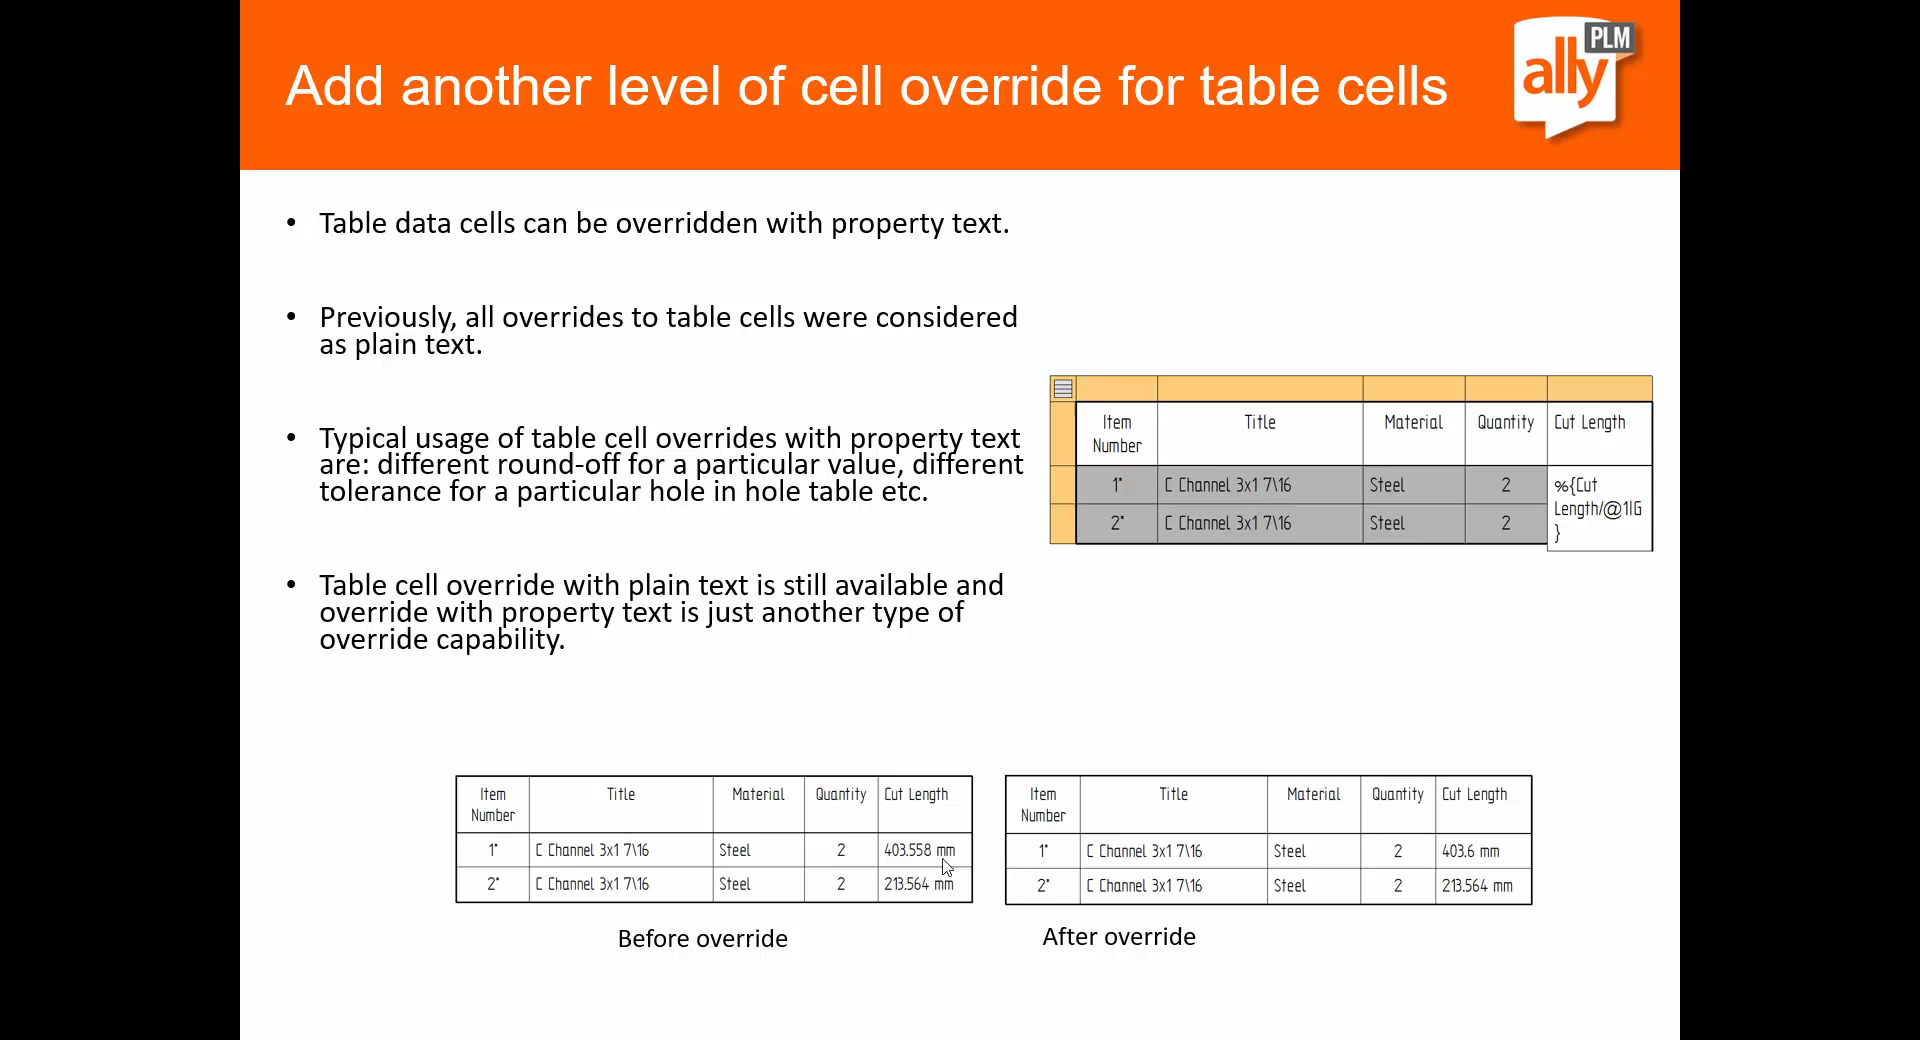 Add another level of cell override for table cells
PLM
ally
• Table data cells can be overridden with property text.
• Previously, all overrides to table cells were considered
as plain text.
• Typical usage of table cell overrides with property text
are: different round-off for a particular value, different
tolerance for a particular hole in hole table etc.
• Table cell override with plain text is still available and
override with property text is just another type of
override capability.
Item Number Title Material Quantity Cut Length
1* C Channel 3x1 7\16 Steel 2 %{Cut Length/@1|G}
2* C Channel 3x1 7\16 Steel 2
Item Number Title Material Quantity Cut Length
1* C Channel 3x1 7\16 Steel 2 403.558 mm
2* C Channel 3x1 7\16 Steel 2 213.564 mm
Before override
Item Number Title Material Quantity Cut Length
1* C Channel 3x1 7\16 Steel 2 403.6 mm
2* C Channel 3x1 7\16 Steel 2 213.564 mm
After override